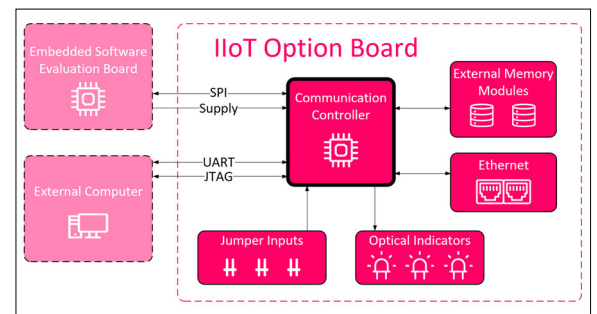 IIoT Option Board
Embedded Software
Evaluation Board
SPI
Supply
Communication
Controller
External Memory
Modules
UART
JTAG
External Computer
Ethernet
Jumper Inputs
Optical Indicators